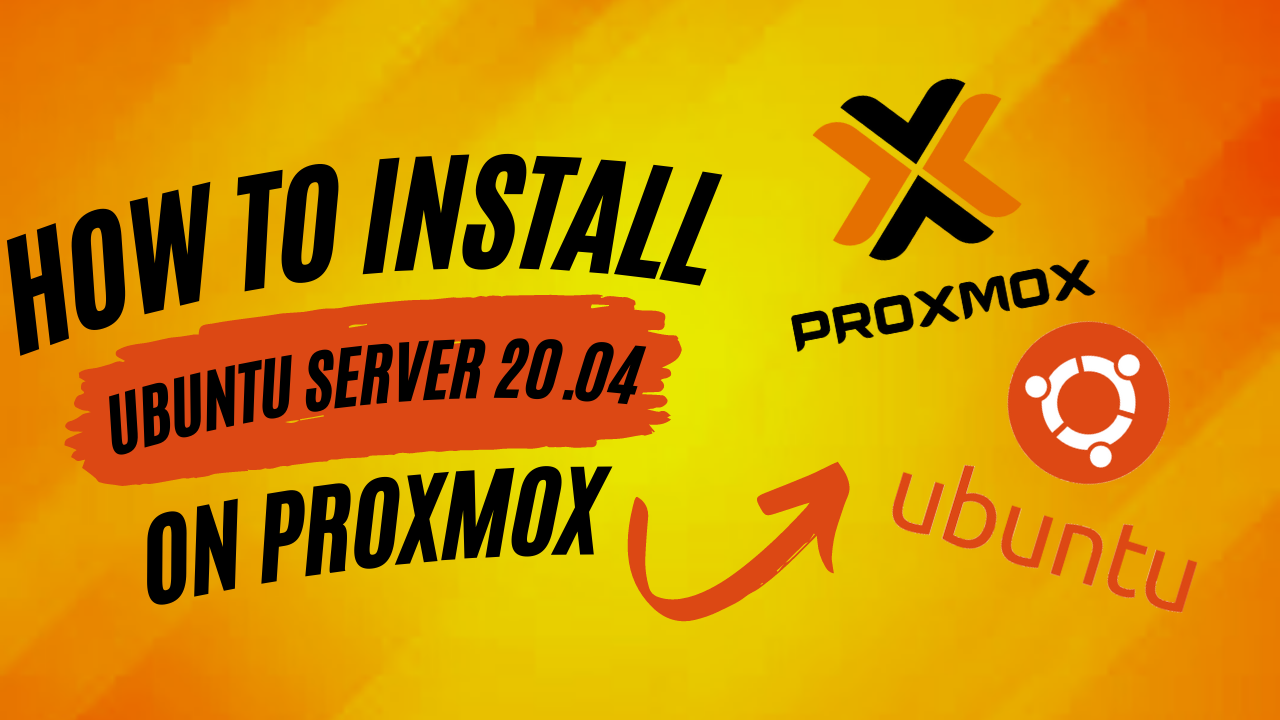 HOW TO INSTALL
UBUNTU SERVER 20.04
ON PROXMOX
PROXMOX
ubuntu